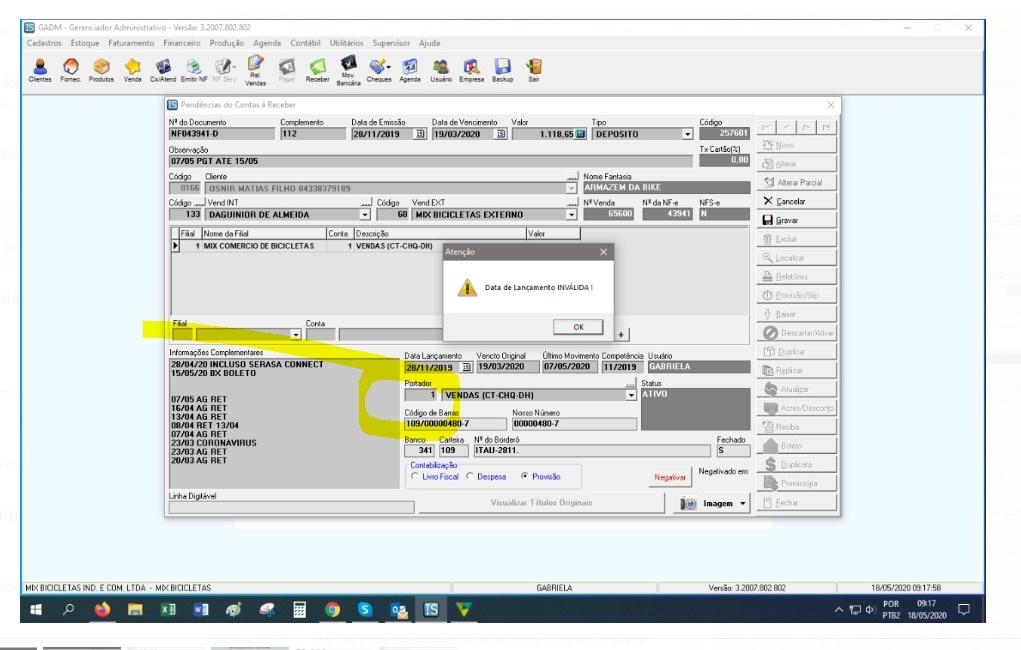 GADM - Gerenciador Administrativo - Versão: 3.2007.802.802
Cadastros Estoque Faturamento Financeiro Produção Agenda Contábil Utilitários Supervisor Ajuda
Clientes Fornec. Produtos Venda Cx/Atend Emitir NF NF Serv Rel. Vendas Pagar Receber Mov. Bancária Cheques Agenda Usuário Empresa Backup Sair
Pendências do Contas à Receber
Nº do Documento Complemento Data de Emissão Data de Vencimento Valor Tipo Código
NF043941-D 112 28/11/2019 19/03/2020 1.118,65 DEPOSITO 257601
Observação Tx Cartão(%)
07/05 PGT ATE 15/05 0,00
Código Cliente Nome Fantasia
8166 OSNIR MATIAS FILHO 04338379189 ARMAZEM DA BIKE
Código Vend INT Código Vend EXT Nº Venda Nº da NF-e NFS-e
133 DAGUINIOR DE ALMEIDA 68 MIX BICICLETAS EXTERNO 65600 43941 N
Filial Nome da Filial Conta Descrição Valor
1 MIX COMERCIO DE BICICLETAS 1 VENDAS (CT-CHQ-DH)
Atenção
Data de Lançamento INVÁLIDA !
OK
Filial Conta
+
Informações Complementares
28/04/20 INCLUSO SERASA CONNECT
15/05/20 BX BOLETO
07/05 AG RET
16/04 AG RET
13/04 AG RET
08/04 RET 13/04
07/04 AG RET
23/03 CORONAVIRUS
23/03 AG RET
20/03 AG RET
Linha Digitável
Data Lançamento Vencto Original Último Movimento Competência Usuário
28/11/2019 19/03/2020 07/05/2020 11/2019 GABRIELA
Portador Status
1 VENDAS (CT-CHQ-DH) ATIVO
Código de Barras Nosso Número
109/00000480-7 00000480-7
Banco Carteira Nº do Borderô Fechado
341 109 ITAU-2811. S
Contabilização
Livro Fiscal Despesa Provisão
Negativar
Negativado em:
Visualizar Títulos Originais
Imagem
Novo
Alterar
Alterar Parcial
Cancelar
Gravar
Excluir
Localizar
Relatórios
Provisão/Slip
Baixar
Descartar/Ativar
Duplicar
Replicar
Atualizar
Acres/Desconto
Recibo
Boleto
Duplicata
Promissória
Fechar
MIX BICICLETAS IND. E COM. LTDA - MIX BICICLETAS GABRIELA Versão: 3.2007.802.802 18/05/2020 09:17:58
POR 09:17
PTB2 18/05/2020